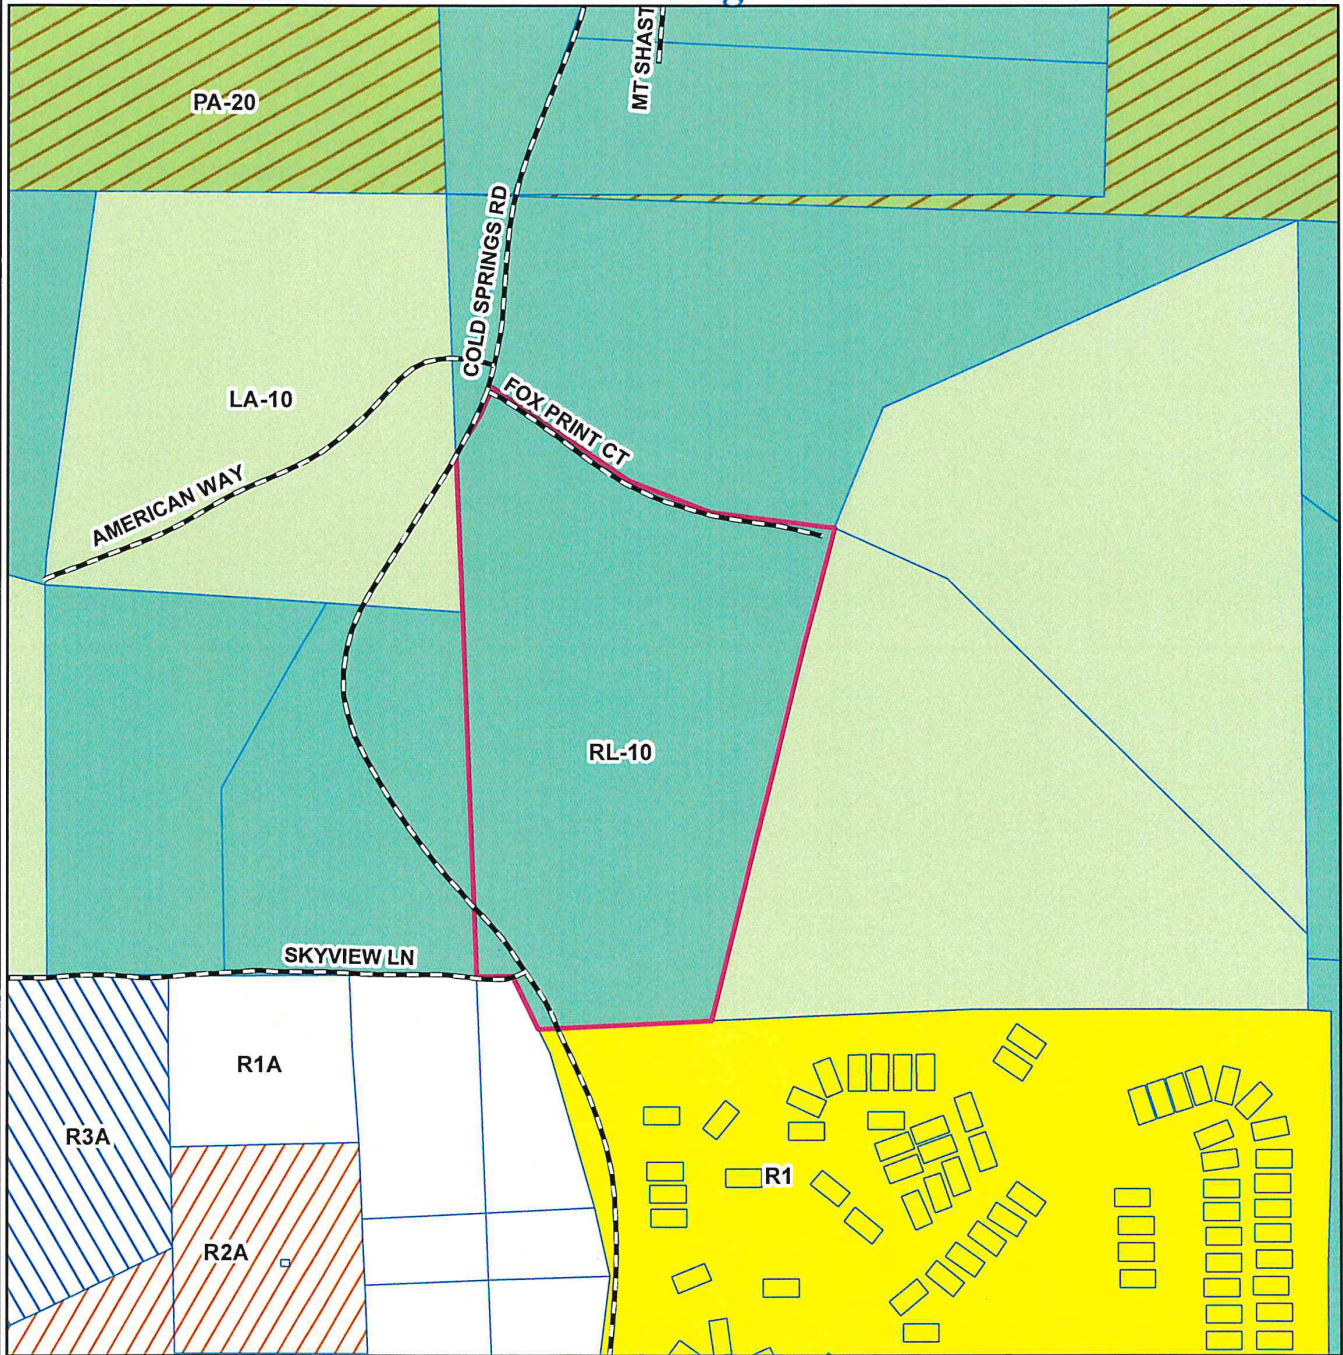 PA-20
MT SHAST
COLD SPRINGS RD
LA-10
FOX PRINT CT
AMERICAN WAY
RL-10
SKYVIEW LN
R1A
R3A
R1
R2A